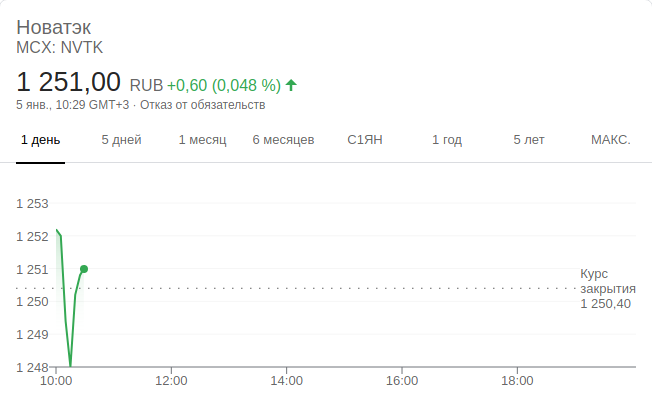 Новатэк
MCX: NVTK
1 251,00 RUB +0,60 (0,048 %)
5 янв., 10:29 GMT+3 · Отказ от обязательств
1 день 5 дней 1 месяц 6 месяцев С1ЯН 1 год 5 лет МАКС.
1 253
1 252
1 251
1 250
1 249
1 248
Курс
закрытия
1 250,40
10:00 12:00 14:00 16:00 18:00